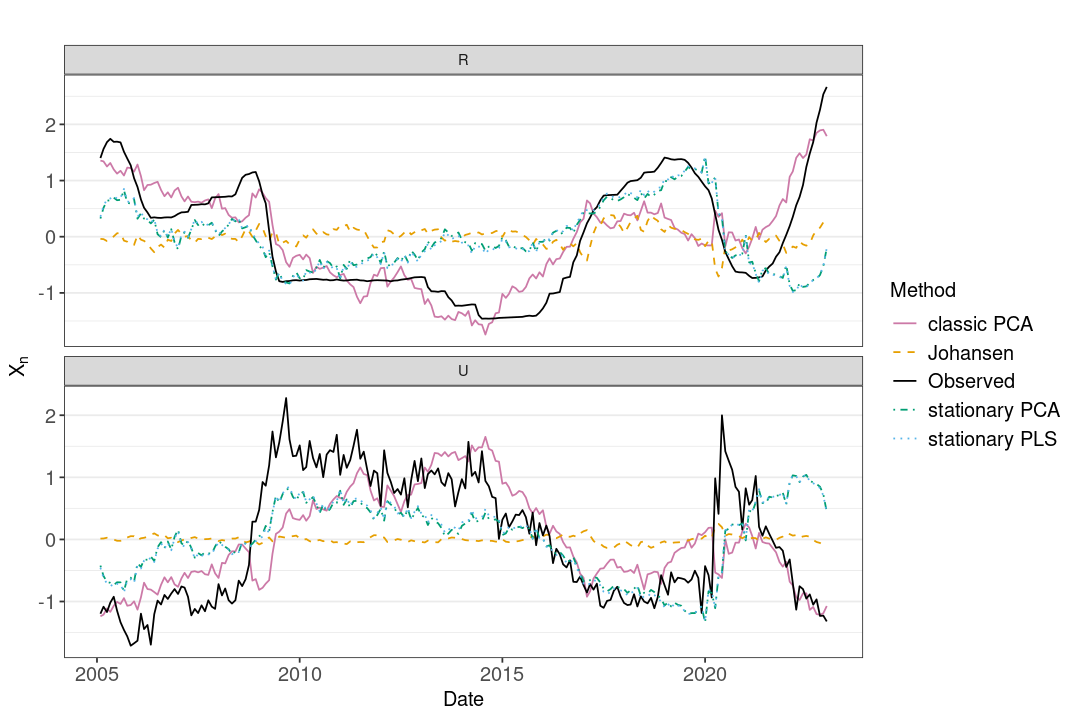 R
2
1
0
-1
U
2
1
0
-1
2005 2010 2015 2020
Date
Xn
Method
classic PCA
Johansen
Observed
stationary PCA
stationary PLS